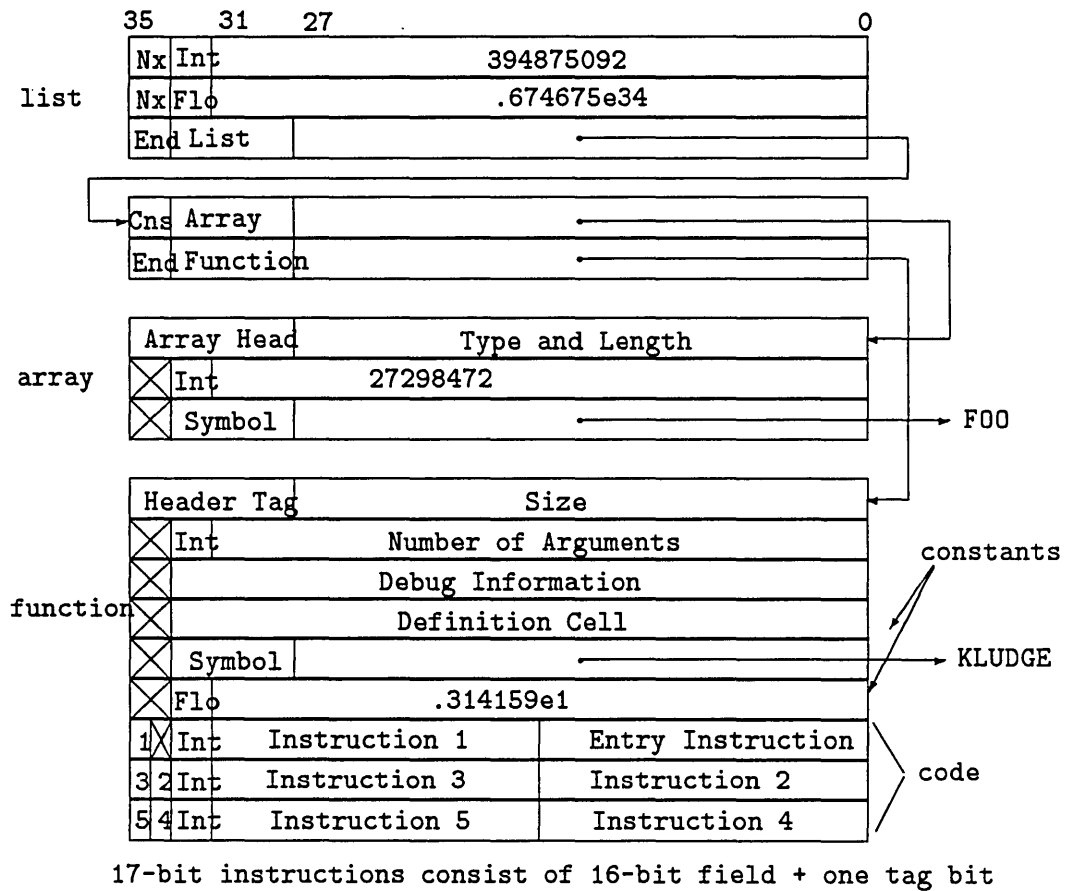 35 31 27 0
Nx Int 394875092
list Nx Flo .674675e34
End List
Cns Array
End Function
Array Head Type and Length
array Int 27298472
Symbol FOO
Header Tag Size
Int Number of Arguments
constants
Debug Information
function Definition Cell
Symbol KLUDGE
Flo .314159e1
1 Int Instruction 1 Entry Instruction
3 2 Int Instruction 3 Instruction 2 code
5 4 Int Instruction 5 Instruction 4
17-bit instructions consist of 16-bit field + one tag bit